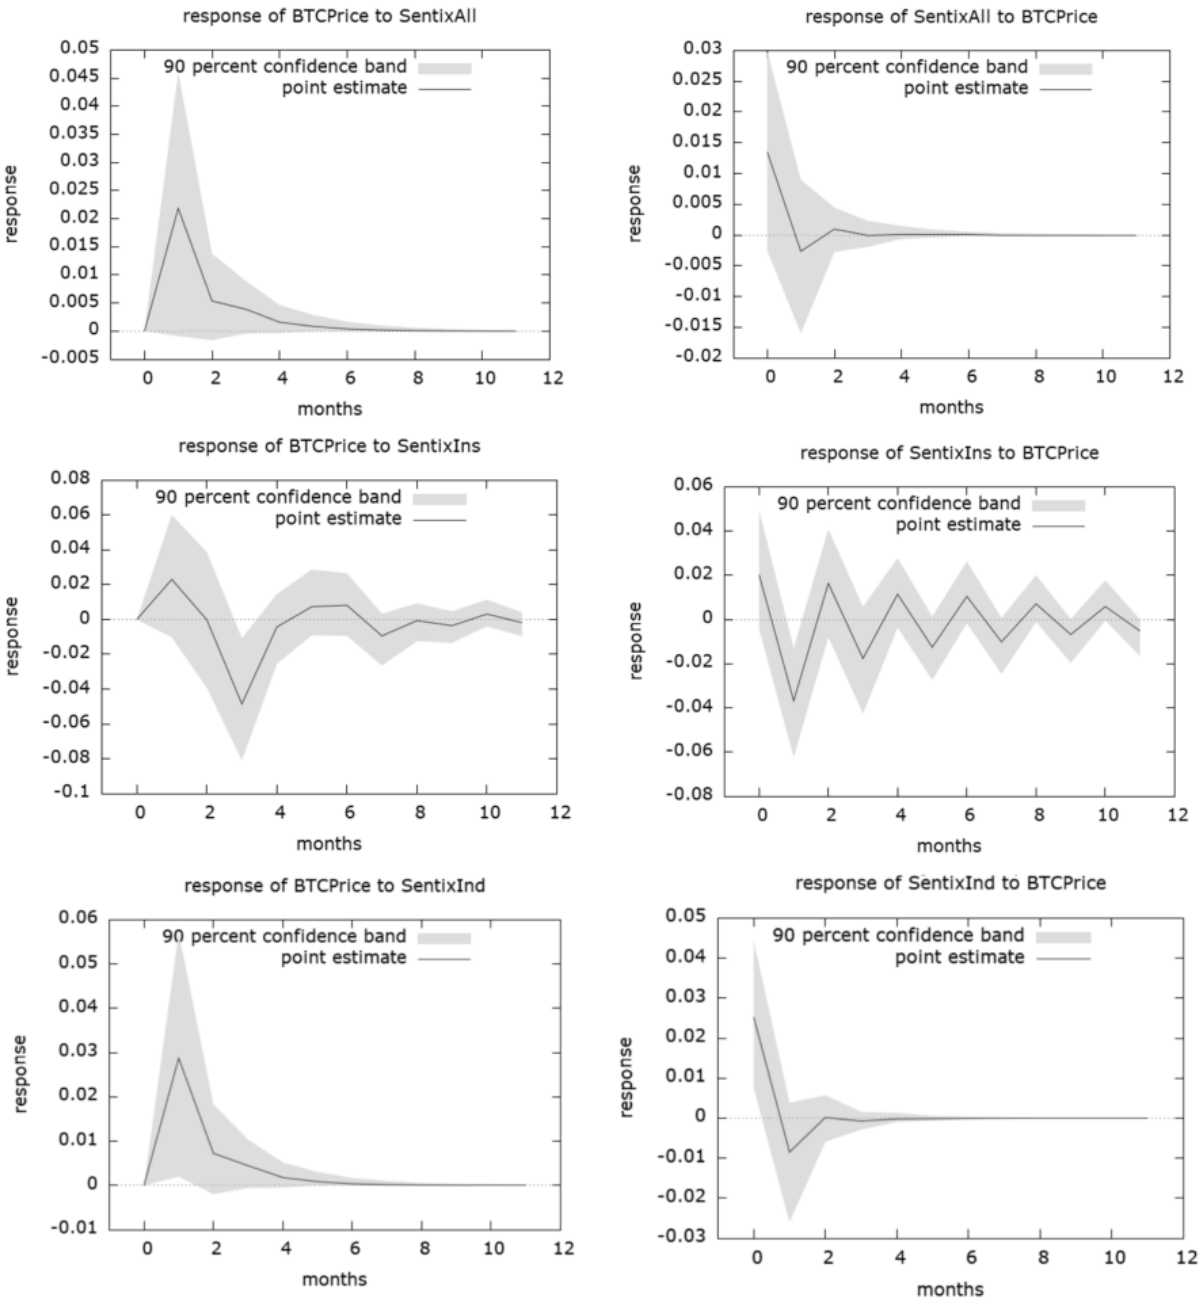 response of BTCPrice to SentixAll
0.05
0.045
0.04
0.035
0.03
0.025
0.02
0.015
0.01
0.005
0
-0.005
90 percent confidence band
point estimate
response
0 2 4 6 8 10 12
months
response of SentixAll to BTCPrice
0.03
0.025
0.02
0.015
0.01
0.005
0
-0.005
-0.01
-0.015
-0.02
90 percent confidence band
point estimate
response
0 2 4 6 8 10 12
months
response of BTCPrice to SentixIns
0.08
0.06
0.04
0.02
0
-0.02
-0.04
-0.06
-0.08
-0.1
90 percent confidence band
point estimate
response
0 2 4 6 8 10 12
months
response of SentixIns to BTCPrice
0.06
0.04
0.02
0
-0.02
-0.04
-0.06
-0.08
90 percent confidence band
point estimate
response
0 2 4 6 8 10 12
months
response of BTCPrice to SentixInd
0.06
0.05
0.04
0.03
0.02
0.01
0
-0.01
90 percent confidence band
point estimate
response
0 2 4 6 8 10 12
months
response of SentixInd to BTCPrice
0.05
0.04
0.03
0.02
0.01
0
-0.01
-0.02
-0.03
90 percent confidence band
point estimate
response
0 2 4 6 8 10 12
months